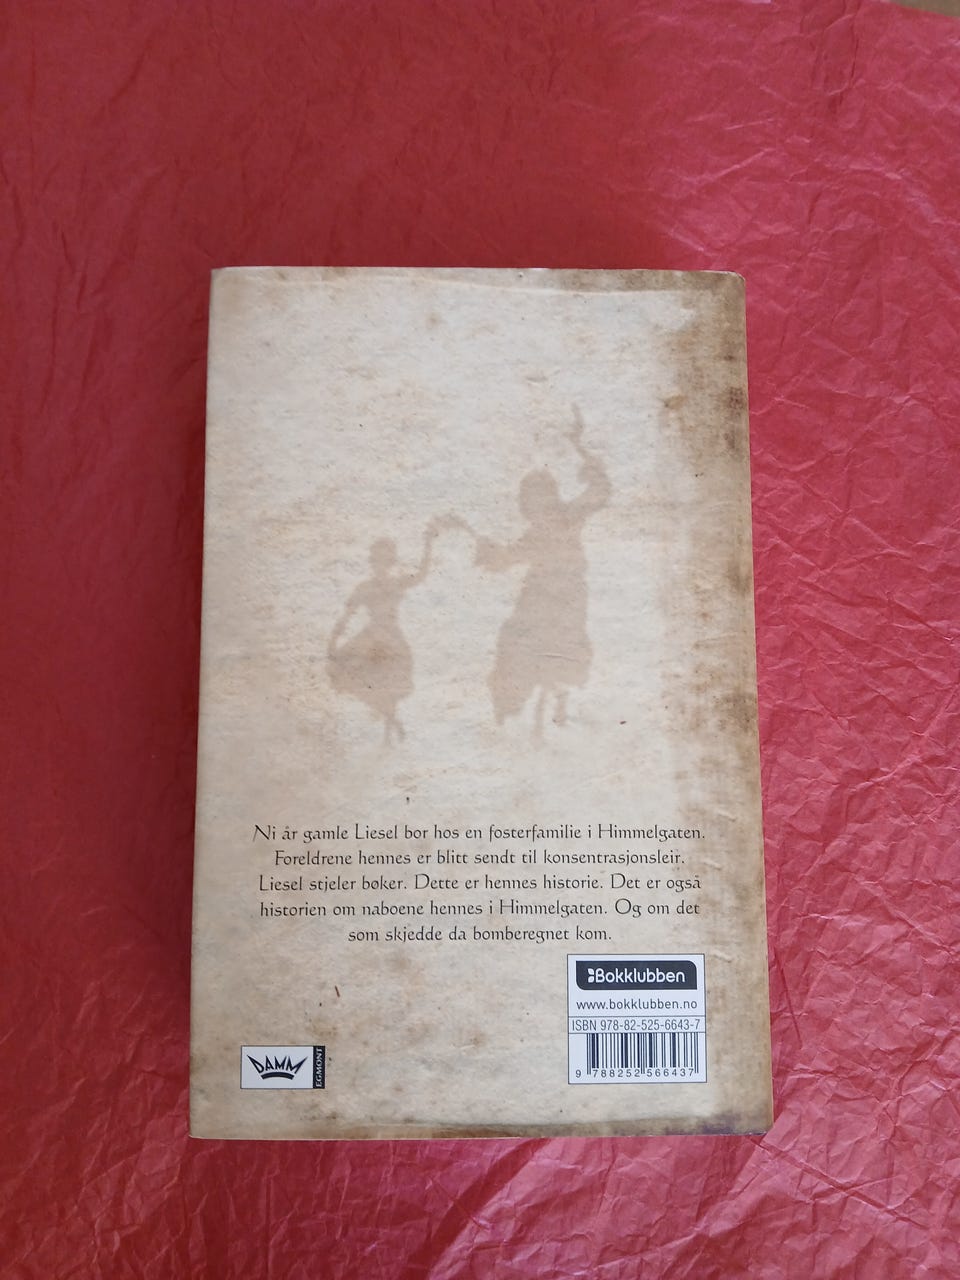 Ni år gamle Liesel bor hos en fosterfamilie i Himmelgaten.
Foreldrene hennes er blitt sendt til konsentrasjonsleir.
Liesel stjeler bøker. Dette er hennes historie. Det er også
historien om naboene hennes i Himmelgaten. Og om det
som skjedde da bomberegnet kom.
Bokklubben
www.bokklubben.no
ISBN 978-82-525-6643-7
9 788252 566437
DAMM
EGMONT